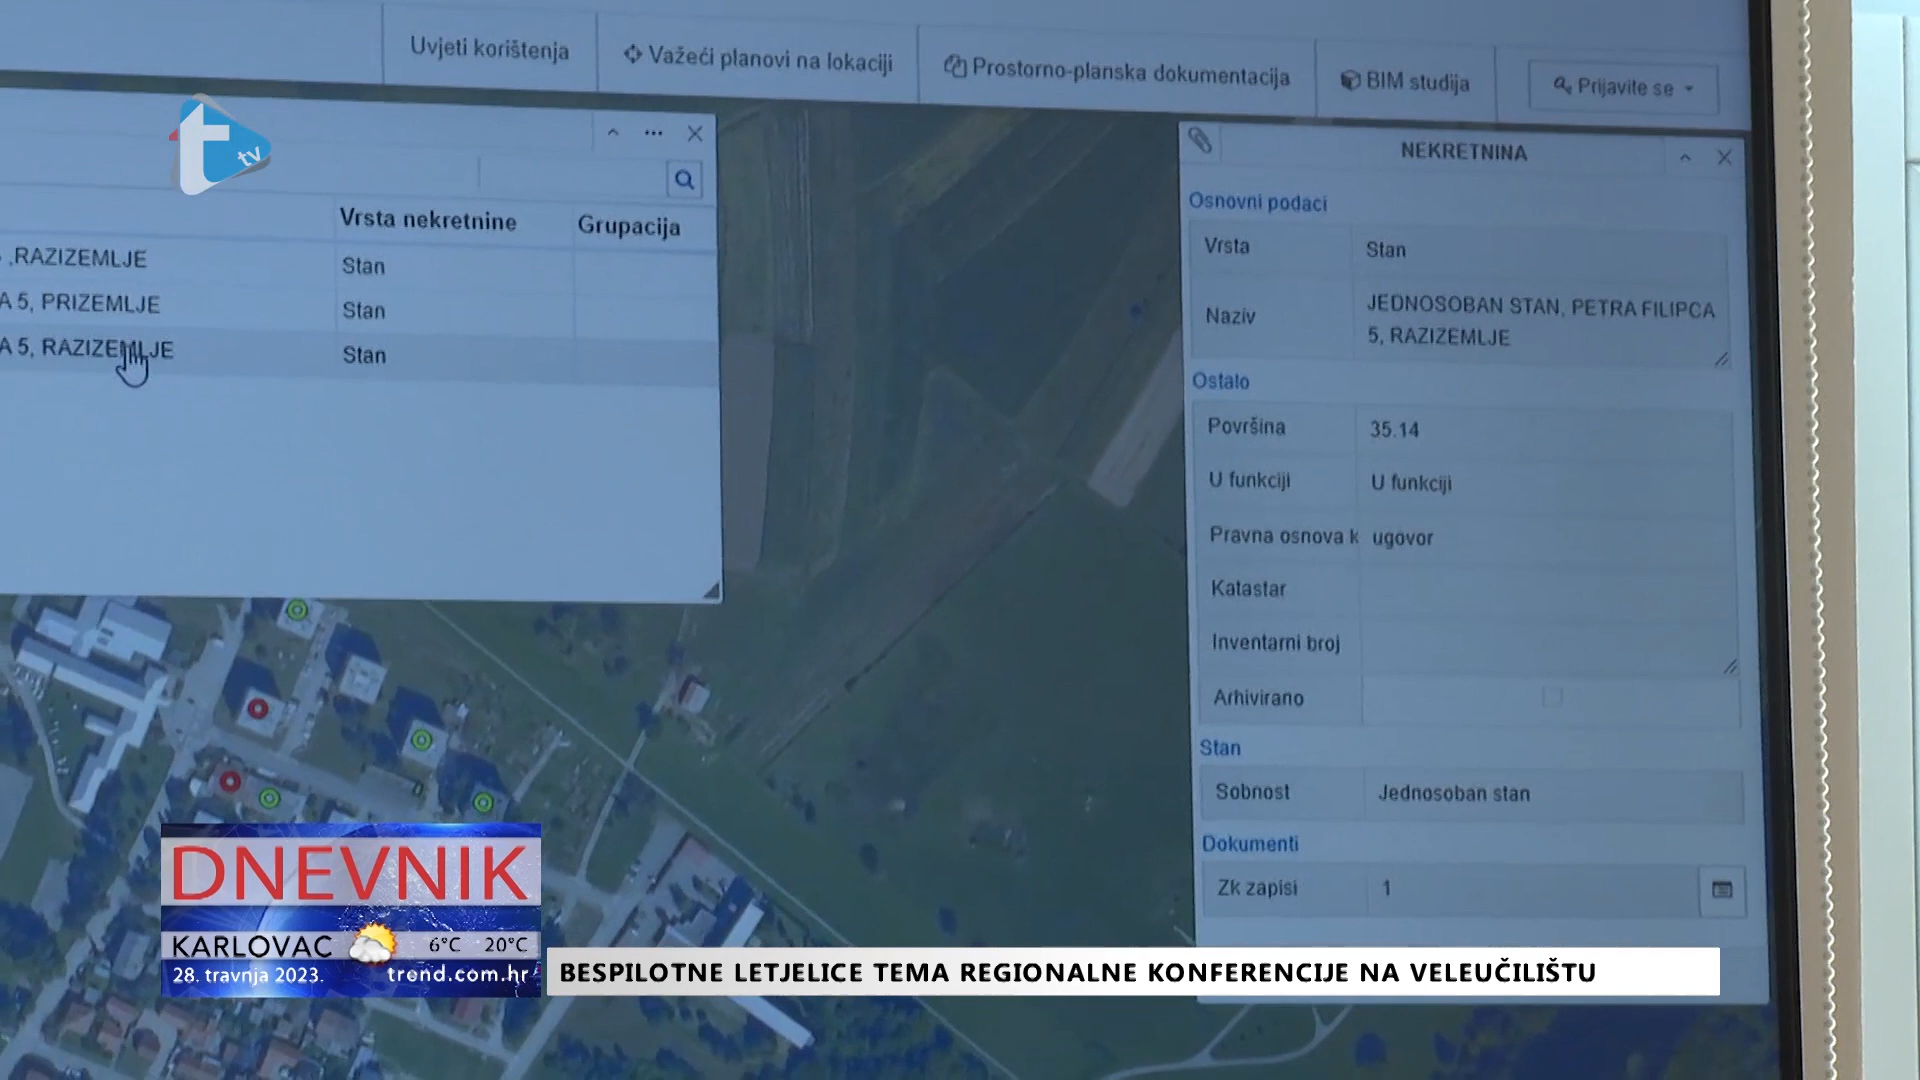 Uvjeti korištenja
Važeći planovi na lokaciji
Prostorno-planska dokumentacija
BIM studija
Prijavite se
t tv
Vrsta nekretnine
Grupacija
,RAZIZEMLJE
Stan
A 5, PRIZEMLJE
Stan
A 5, RAZIZEMLJE
Stan
NEKRETNINA
Osnovni podaci
Vrsta
Stan
Naziv
JEDNOSOBAN STAN, PETRA FILIPCA
5, RAZIZEMLJE
Ostalo
Površina
35.14
U funkciji
U funkciji
Pravna osnova k
ugovor
Katastar
Inventarni broj
Arhivirano
Stan
Sobnost
Jednosoban stan
Dokumenti
Zk zapisi
1
DNEVNIK
KARLOVAC 6°C 20°C
28. travnja 2023. trend.com.hr
BESPILOTNE LETJELICE TEMA REGIONALNE KONFERENCIJE NA VELEUČILIŠTU